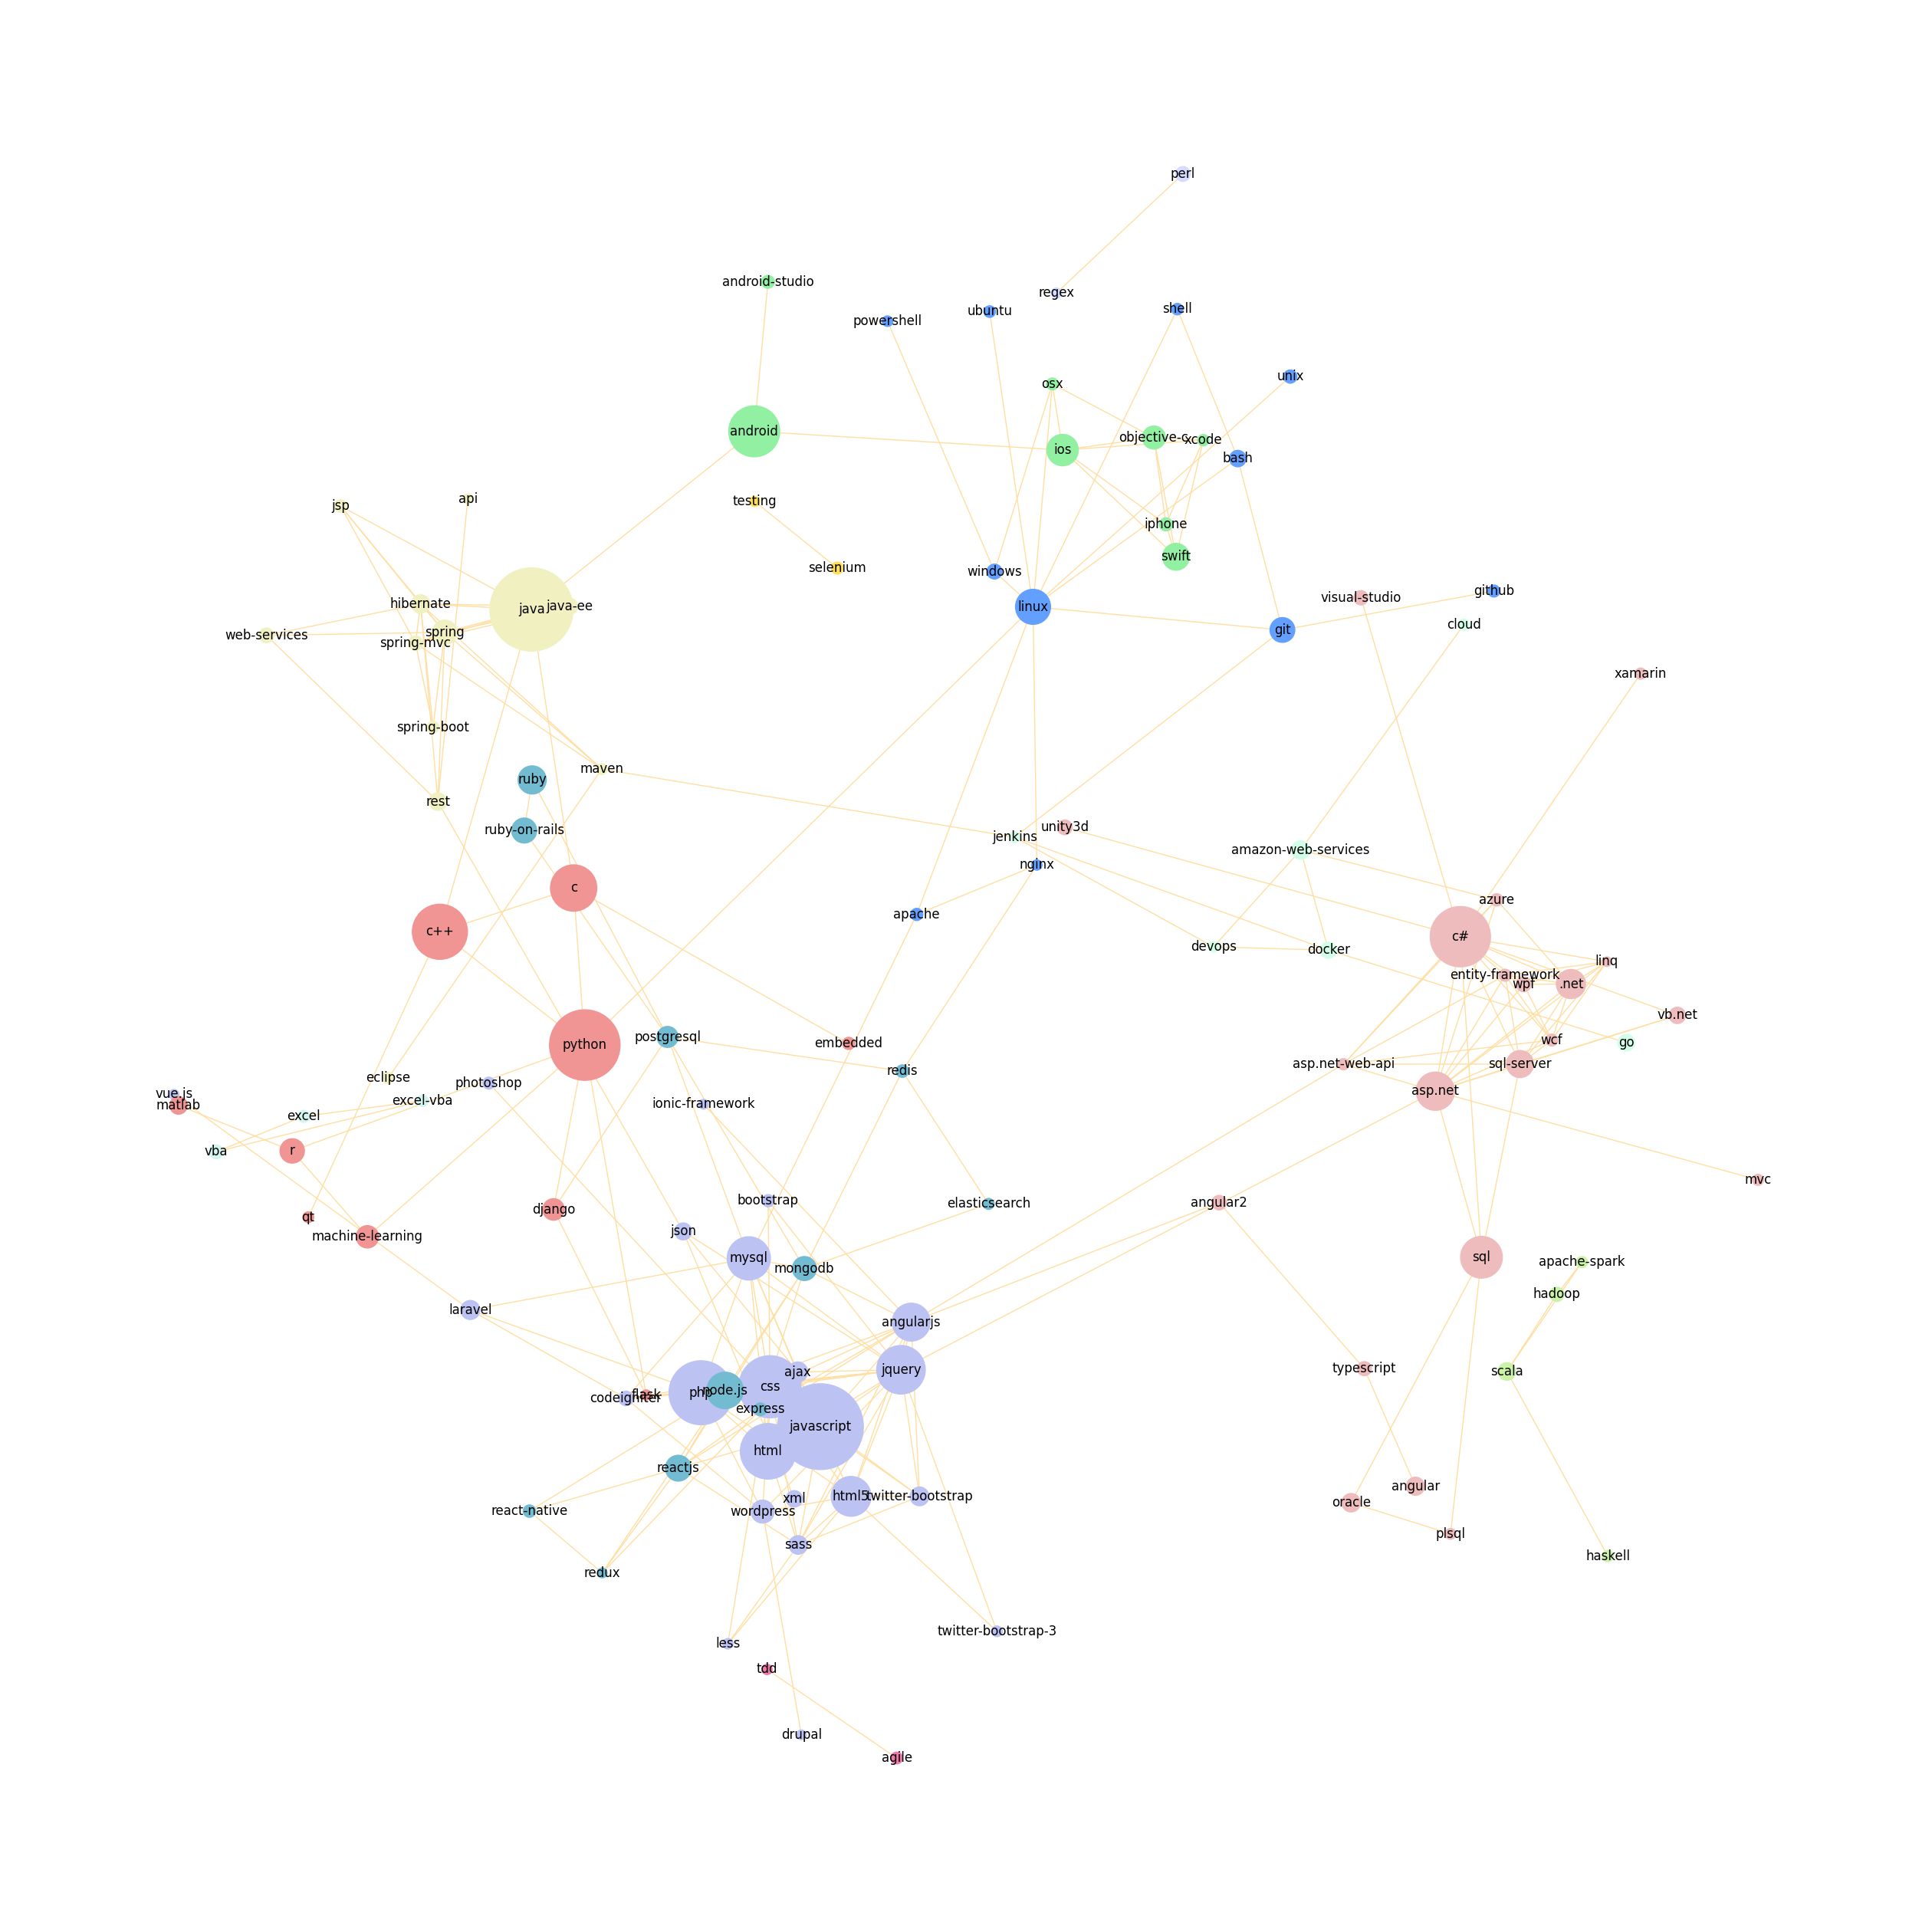 perl
android-studio
regex
ubuntu
shell
powershell
unix
osx
android
objective-c
xcode
ios
bash
api
testing
jsp
iphone
swift
selenium
windows
github
visual-studio
hibernate
java
java-ee
linux
cloud
git
spring
web-services
spring-mvc
xamarin
spring-boot
maven
ruby
rest
unity3d
ruby-on-rails
jenkins
amazon-web-services
nginx
c
azure
apache
c++
c#
devops
docker
linq
entity-framework
wpf
.net
vb.net
postgresql
wcf
go
python
embedded
asp.net-web-api
sql-server
redis
eclipse
photoshop
asp.net
vue.js
excel-vba
ionic-framework
matlab
excel
r
vba
mvc
bootstrap
elasticsearch
angular2
django
qt
json
machine-learning
mysql
sql
apache-spark
mongodb
hadoop
laravel
angularjs
typescript
jquery
ajax
scala
css
node.js
php
flask
codeigniter
express
javascript
html
reactjs
angular
html5
twitter-bootstrap
xml
oracle
react-native
wordpress
plsql
sass
haskell
redux
twitter-bootstrap-3
less
tdd
drupal
agile